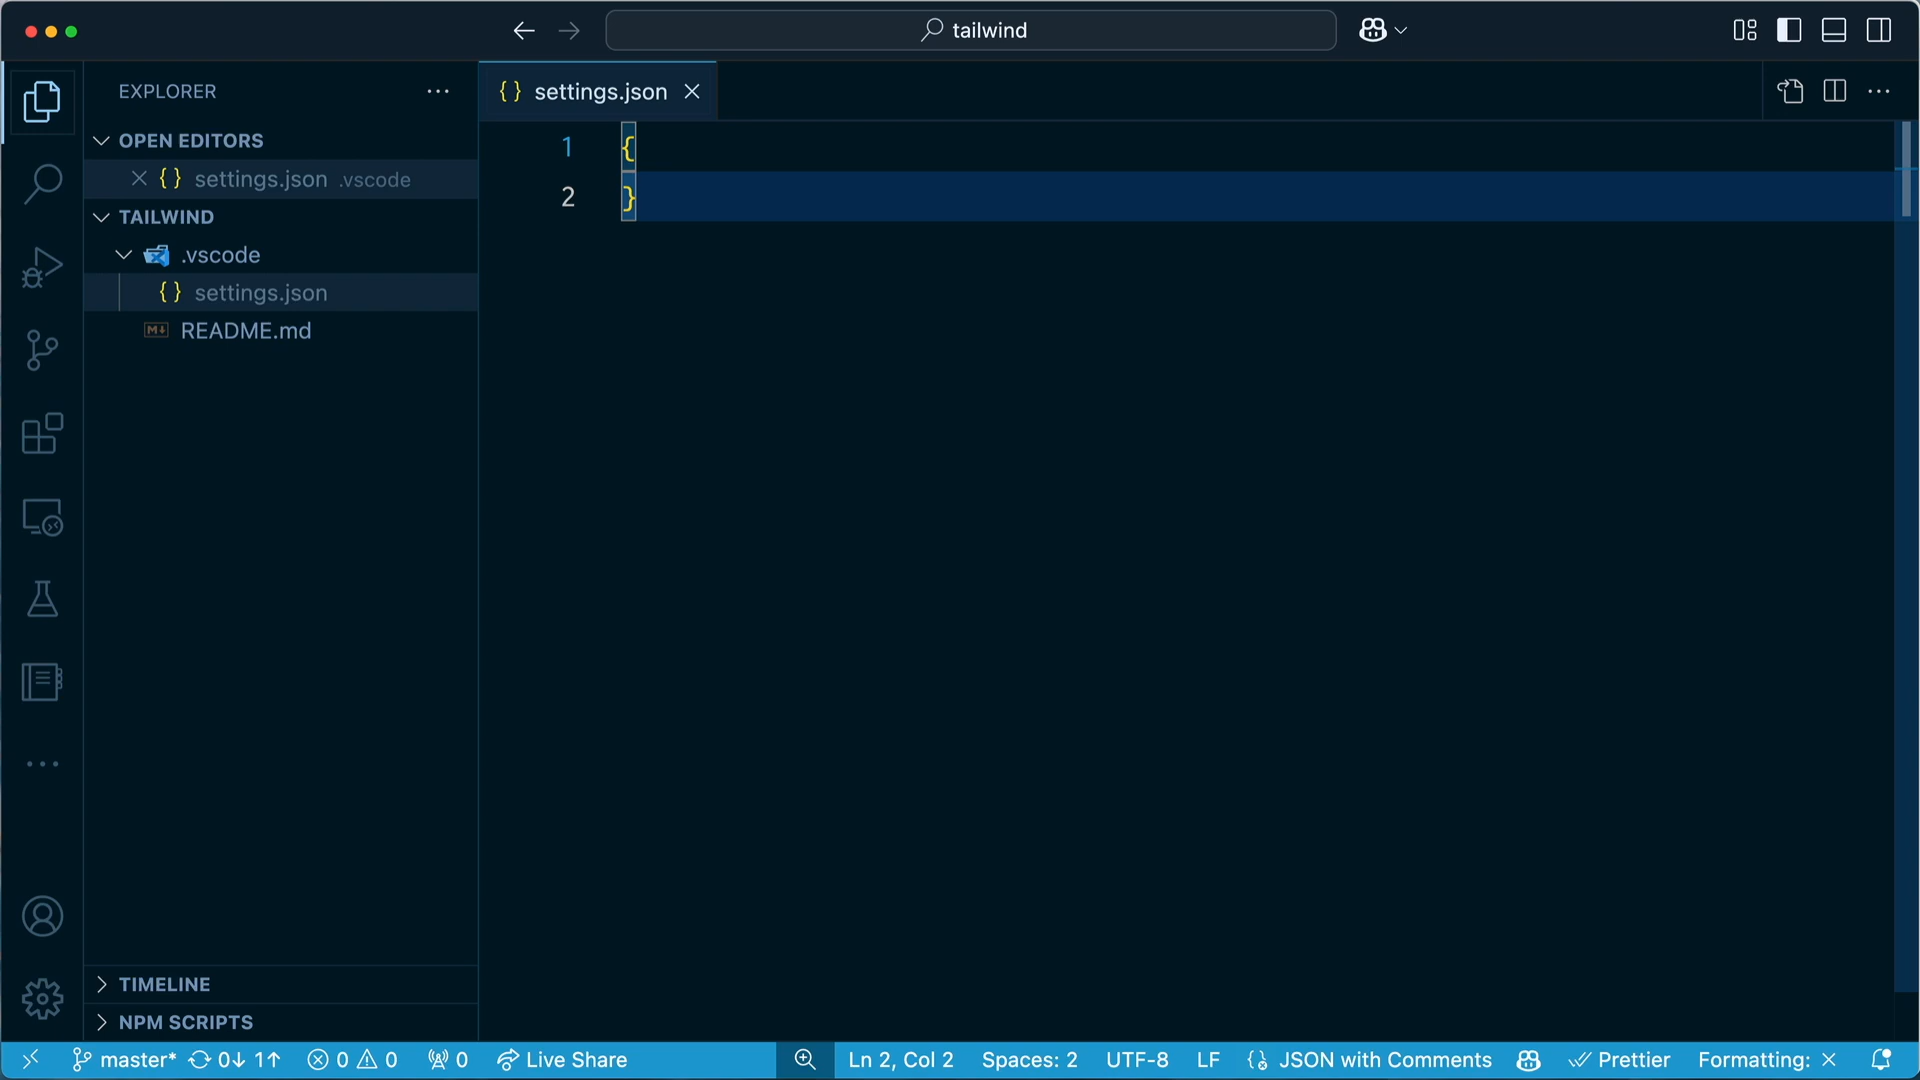 tailwind
EXPLORER
settings.json
OPEN EDITORS
settings.json .vscode
TAILWIND
.vscode
settings.json
README.md
1 {
2 }
TIMELINE
NPM SCRIPTS
master* 0↓ 1↑ 0 0 0 Live Share Ln 2, Col 2 Spaces: 2 UTF-8 LF JSON with Comments Prettier Formatting: ×